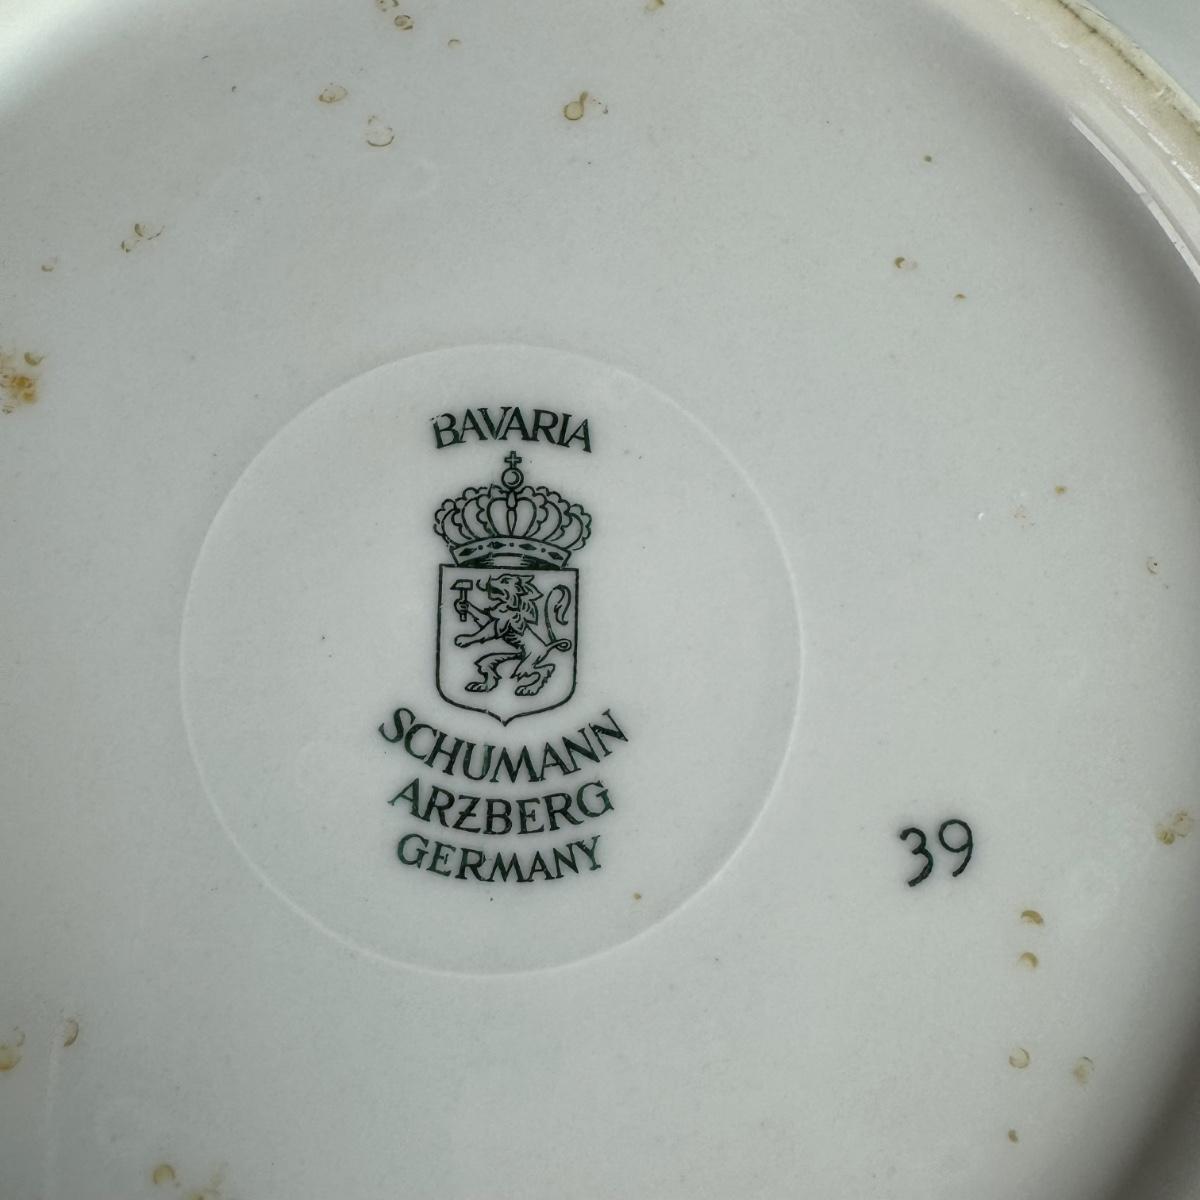 BAVARIA
SCHUMANN
ARZBERG
GERMANY
39